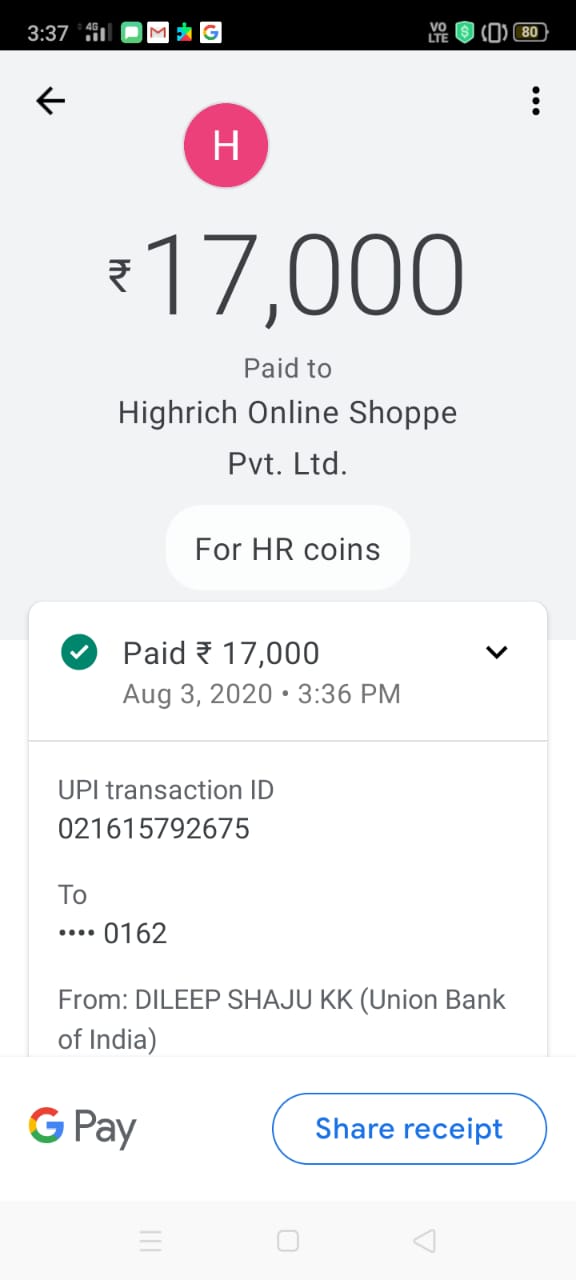 3:37 4G VO LTE 80
H
₹17,000
Paid to
Highrich Online Shoppe
Pvt. Ltd.
For HR coins
Paid ₹ 17,000
Aug 3, 2020 • 3:36 PM
UPI transaction ID
021615792675
To
•••• 0162
From: DILEEP SHAJU KK (Union Bank
of India)
G Pay
Share receipt